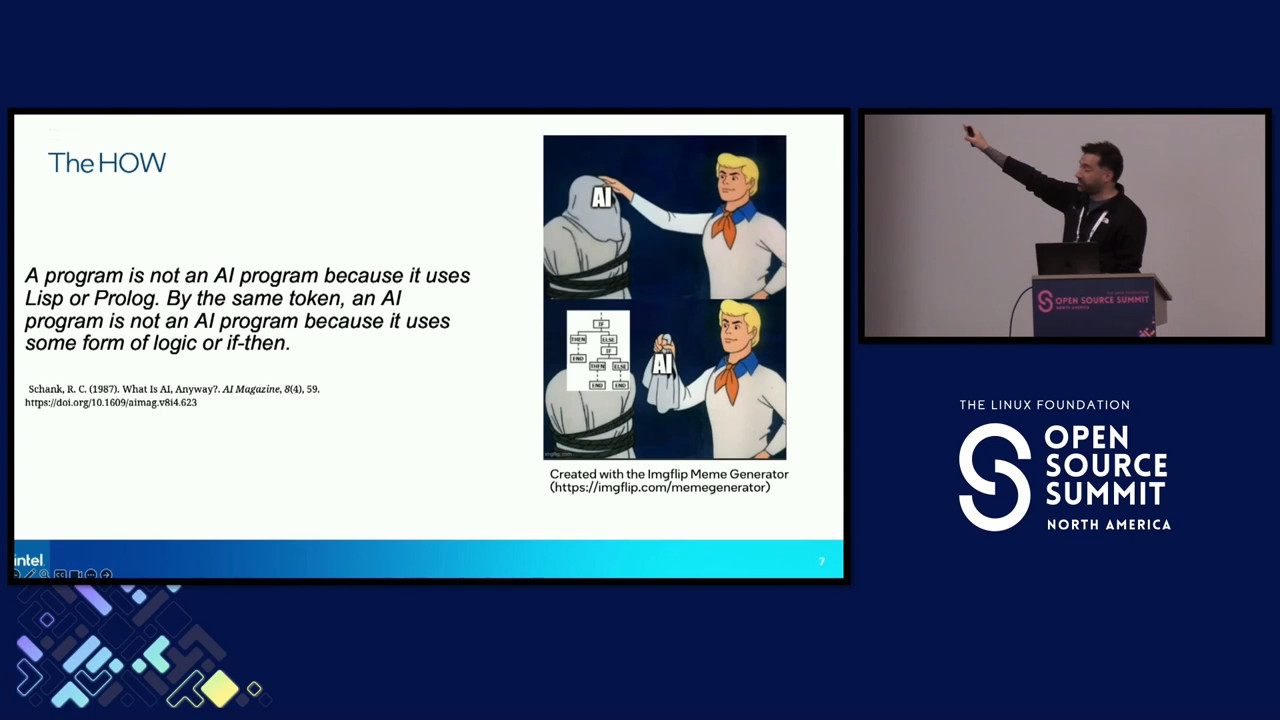 The HOW
A program is not an AI program because it uses
Lisp or Prolog. By the same token, an AI
program is not an AI program because it uses
some form of logic or if-then.
Schank, R. C. (1987). What Is AI, Anyway?. AI Magazine, 8(4), 59.
https://doi.org/10.1609/aimag.v8i4.623
AI
IF
THEN ELSE
END IF
THEN ELSE
END END
AI
imgflip.com
Created with the Imgflip Meme Generator
(https://imgflip.com/memegenerator)
intel
7
OPEN SOURCE SUMMIT
NORTH AMERICA
THE LINUX FOUNDATION
OPEN
SOURCE
SUMMIT
NORTH AMERICA